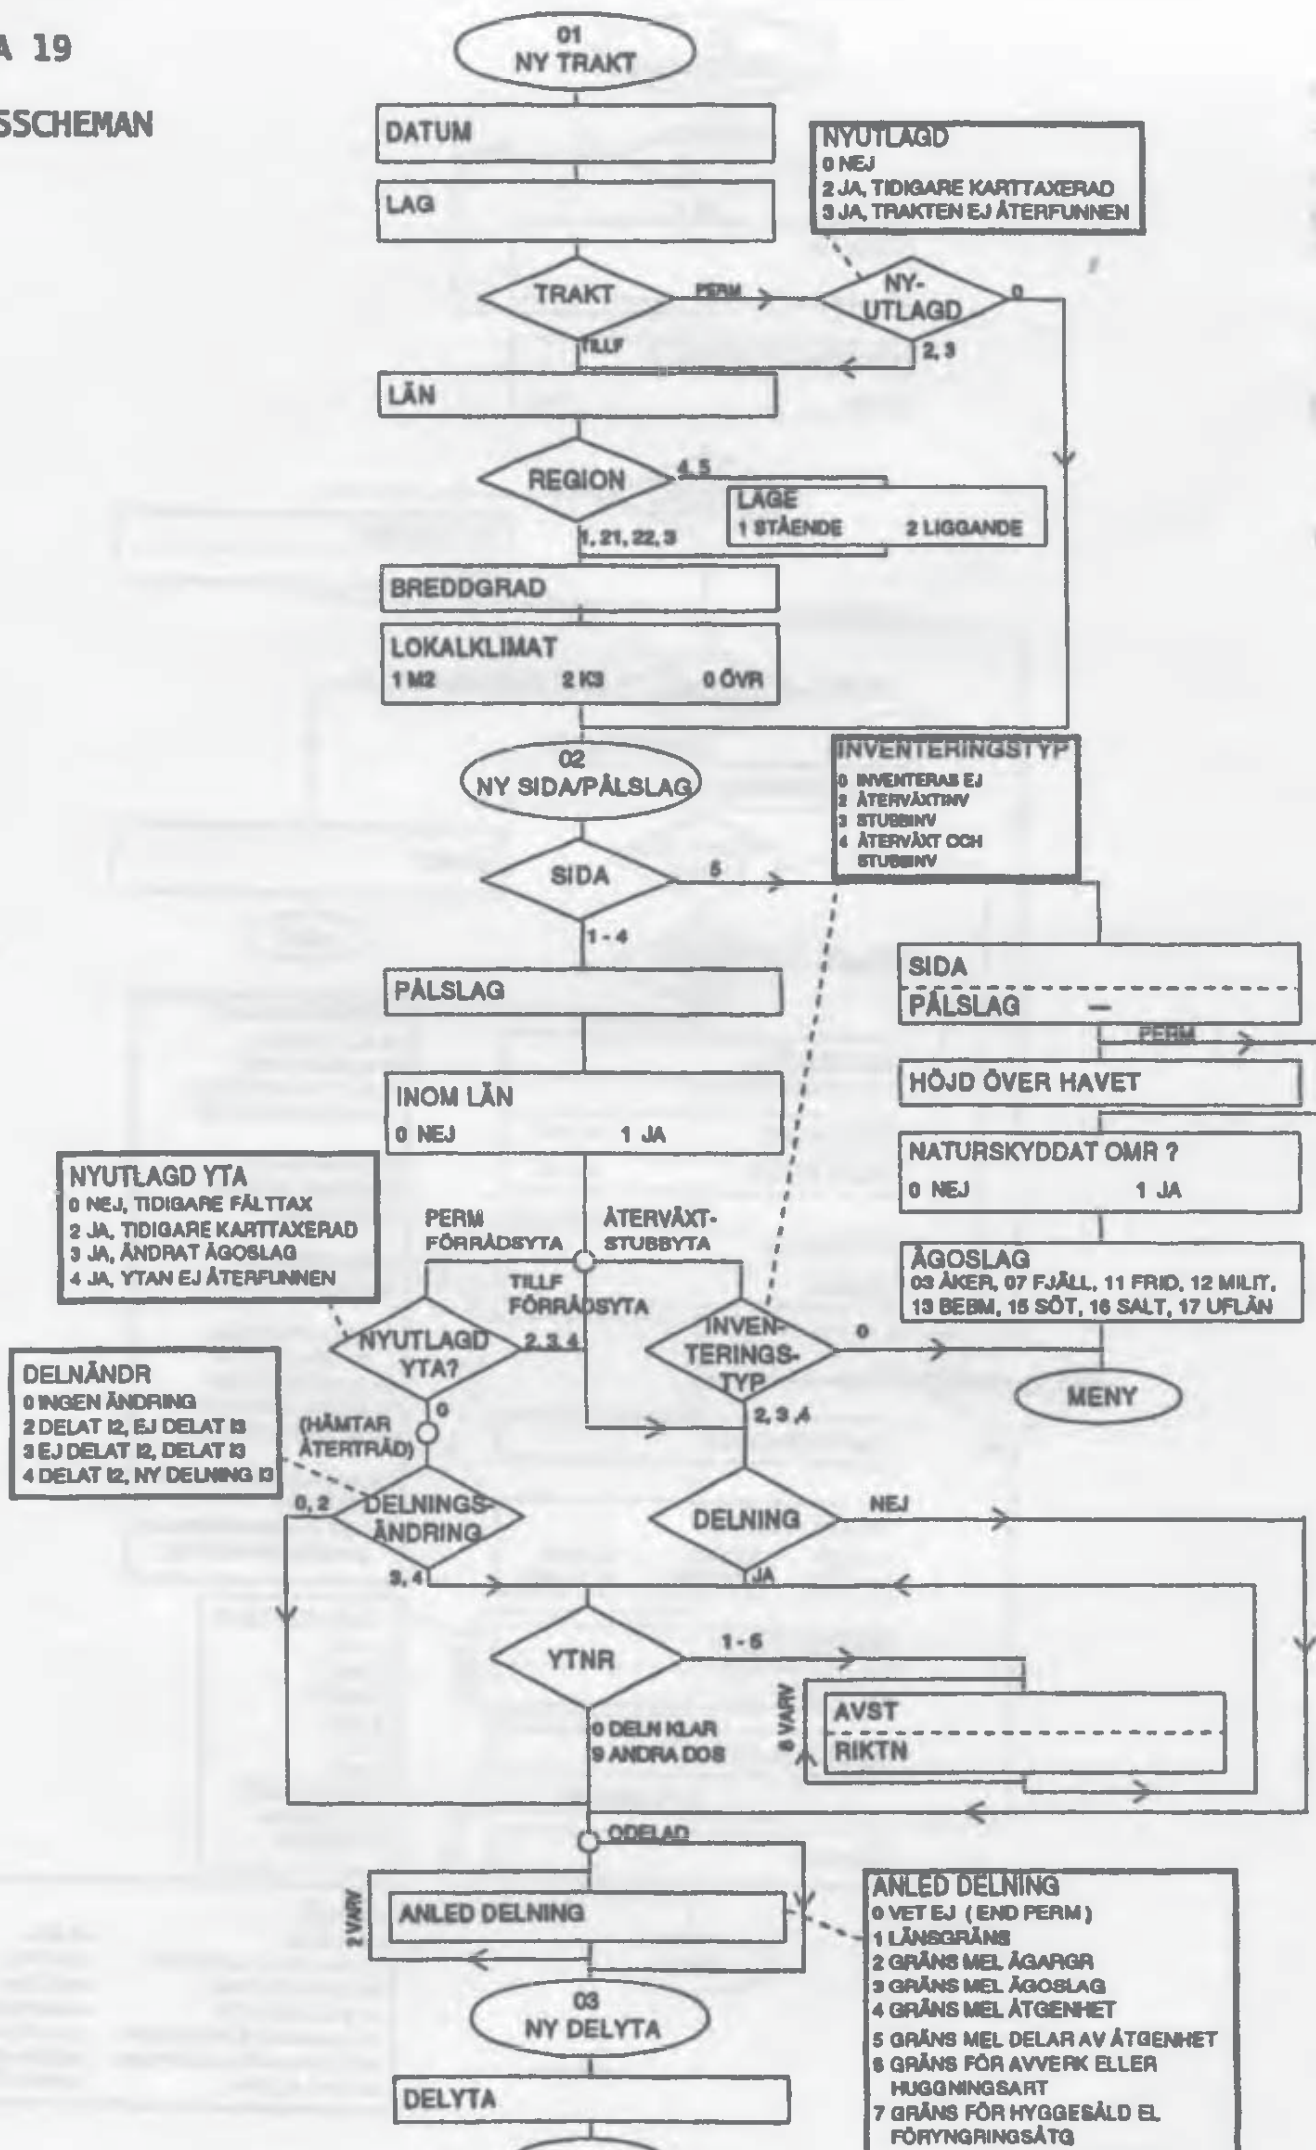 A 19
SSCHEMAN
01
NY TRAKT
DATUM
LAG
NYUTLAGD
0 NEJ
2 JA, TIDIGARE KARTTAXERAD
3 JA, TRAKTEN EJ ÅTERFUNNEN
TRAKT
PERM
NY-
UTLAGD
0
TILLF
2, 3
LÄN
REGION
4, 5
LÄGE
1 STÅENDE 2 LIGGANDE
1, 21, 22, 3
BREDDGRAD
LOKALKLIMAT
1 M2 2 K3 0 ÖVR
02
NY SIDA/PÅLSLAG
INVENTERINGSTYP
0 INVENTERAS EJ
2 ÅTERVÄXTINV
3 STUBBINV
4 ÅTERVÄXT OCH
STUBBINV
SIDA
5
1 - 4
PÅLSLAG
SIDA
PÅLSLAG —
PERM
HÖJD ÖVER HAVET
INOM LÄN
0 NEJ 1 JA
NATURSKYDDAT OMR ?
0 NEJ 1 JA
NYUTLAGD YTA
0 NEJ, TIDIGARE FÄLTTAX
2 JA, TIDIGARE KARTTAXERAD
3 JA, ÄNDRAT ÄGOSLAG
4 JA, YTAN EJ ÅTERFUNNEN
PERM
FÖRRÅDSYTA
ÅTERVÄXT-
STUBBYTA
TILLF
FÖRRÅDSYTA
ÄGOSLAG
03 ÅKER, 07 FJÄLL, 11 FRID, 12 MILIT,
13 BEBM, 15 SÖT, 16 SALT, 17 UFLÄN
NYUTLAGD
YTA?
2, 3, 4
INVEN-
TERINGS-
TYP
0
MENY
DELNÄNDR
0 INGEN ÄNDRING
2 DELAT I2, EJ DELAT I3
3 EJ DELAT I2, DELAT I3
4 DELAT I2, NY DELNING I3
0
(HÄMTAR
ÅTERTRÄD)
2, 3, 4
0, 2
DELNINGS-
ÄNDRING
DELNING
NEJ
3, 4
JA
YTNR
1 - 5
8 VARV
AVST
RIKTN
0 DELN KLAR
9 ANDRA DOS
ODELAD
2 VARV
ANLED DELNING
ANLED DELNING
0 VET EJ ( END PERM )
1 LÄNSGRÄNS
2 GRÄNS MEL ÄGARGR
3 GRÄNS MEL ÄGOSLAG
4 GRÄNS MEL ÅTGENHET
5 GRÄNS MEL DELAR AV ÅTGENHET
6 GRÄNS FÖR AVVERK ELLER
HUGGNINGSART
7 GRÄNS FÖR HYGGESÅLD EL
FÖRYNGRINGSÅTG
03
NY DELYTA
DELYTA